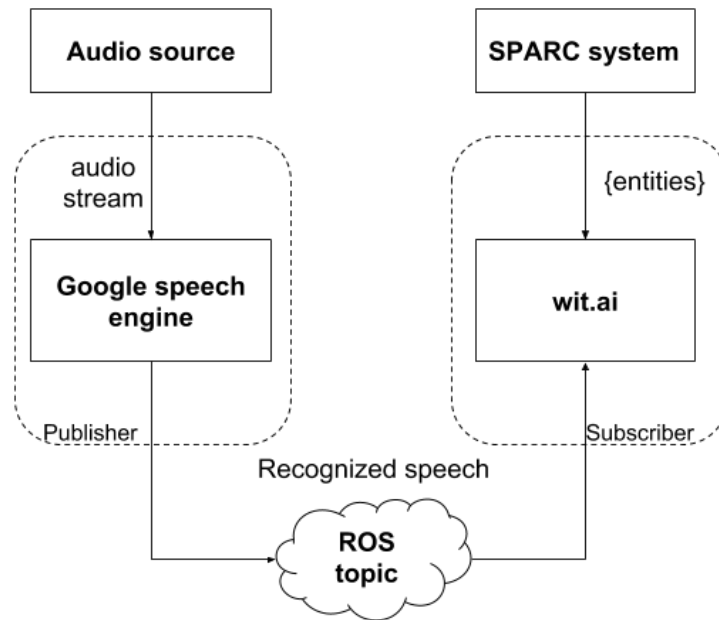 Audio source
SPARC system
audio
stream
{entities}
Google speech
engine
wit.ai
Publisher
Subscriber
Recognized speech
ROS
topic